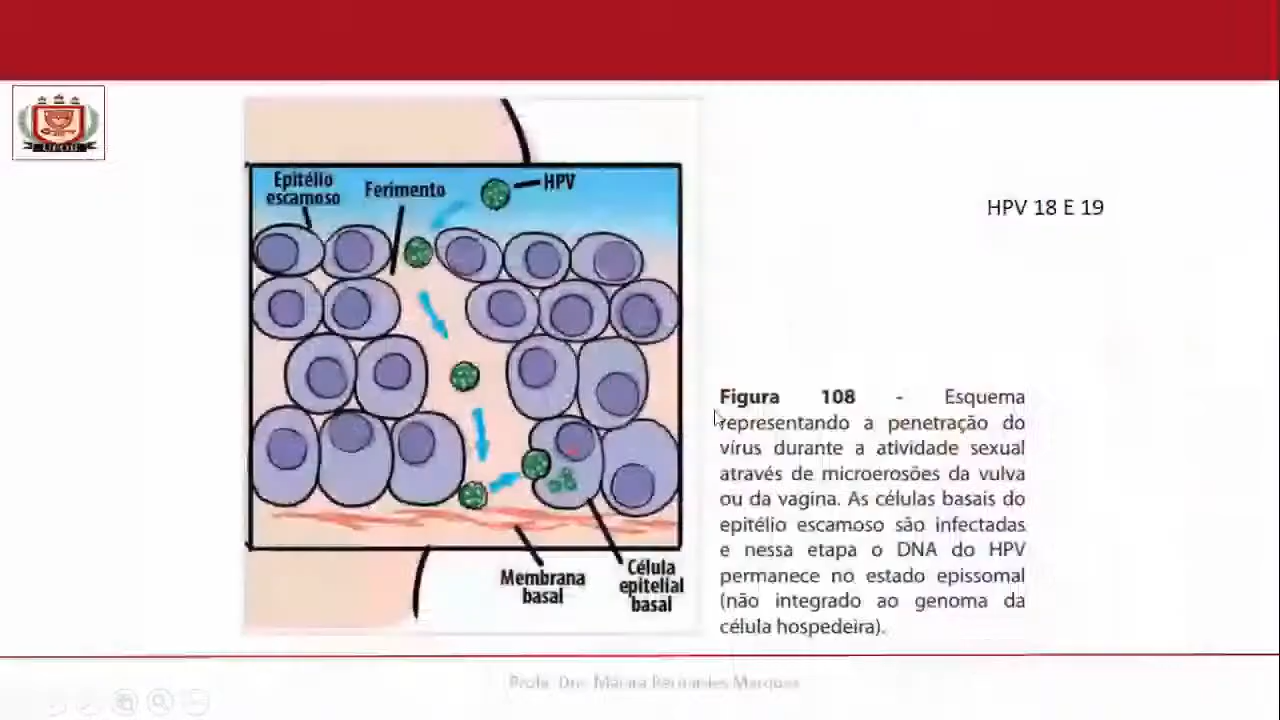 Epitélio
escamoso
Ferimento
HPV
HPV 18 E 19
Figura 108 - Esquema
representando a penetração do
vírus durante a atividade sexual
através de microerosões da vulva
ou da vagina. As células basais do
epitélio escamoso são infectadas
e nessa etapa o DNA do HPV
permanece no estado epissomal
(não integrado ao genoma da
célula hospedeira).
Membrana
basal
Célula
epitelial
basal